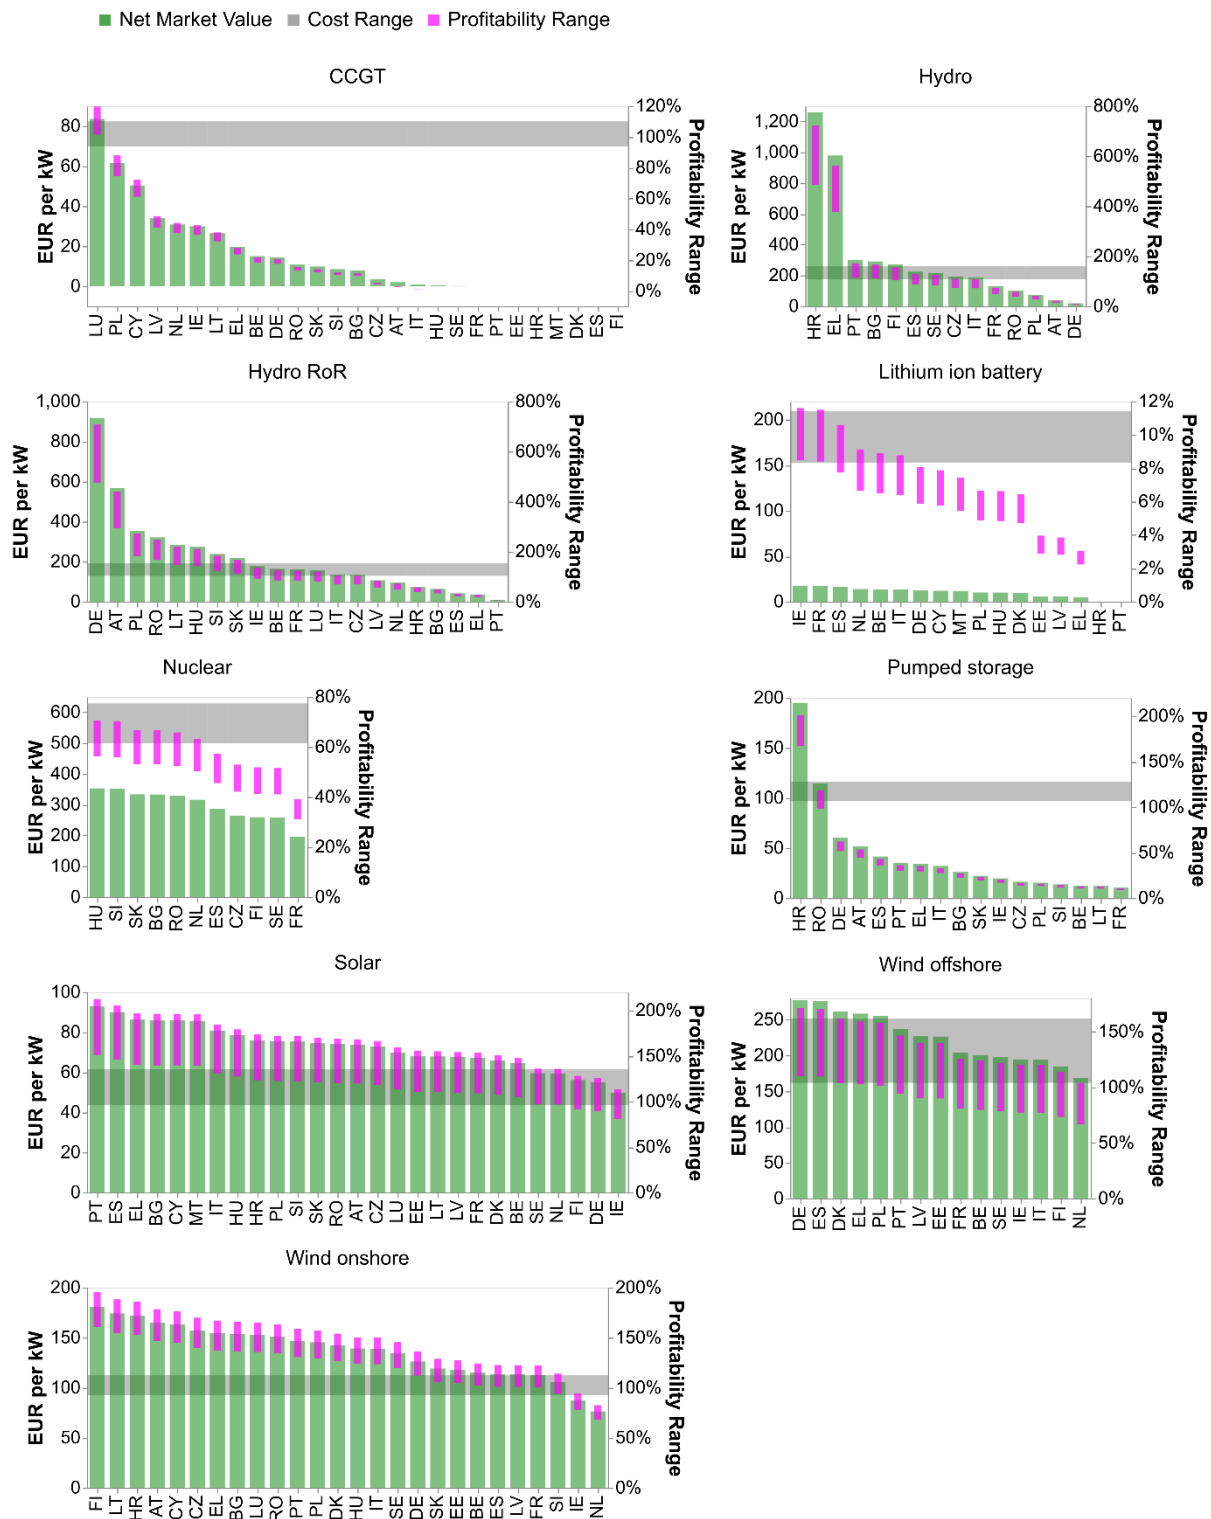 Net Market Value Cost Range Profitability Range
CCGT
EUR per kW
80
60
40
20
0
120%
100%
80%
60%
40%
20%
0%
Profitability Range
LU PL CY LV NL IE LT EL BE DE RO SK SI BG CZ AT IT HU SE FR PT EE HR MT DK ES FI
Hydro
EUR per kW
1,200
1,000
800
600
400
200
0
800%
600%
400%
200%
0%
Profitability Range
HR EL PT BG FI ES SE CZ IT FR RO PL AT DE
Hydro RoR
EUR per kW
1,000
800
600
400
200
0
800%
600%
400%
200%
0%
Profitability Range
DE AT PL RO LT HU SI SK IE BE FR LU IT CZ LV NL HR BG ES EL PT
Lithium ion battery
EUR per kW
200
150
100
50
0
12%
10%
8%
6%
4%
2%
0%
Profitability Range
IE FR ES NL BE IT DE CY MT PL HU DK EE LV EL HR PT
Nuclear
EUR per kW
600
500
400
300
200
100
0
80%
60%
40%
20%
0%
Profitability Range
HU SI SK BG RO NL ES CZ FI SE FR
Pumped storage
EUR per kW
200
150
100
50
0
200%
150%
100%
50%
0%
Profitability Range
HR RO DE AT ES PT EL IT BG SK IE CZ PL SI BE LT FR
Solar
EUR per kW
100
80
60
40
20
0
200%
150%
100%
50%
0%
Profitability Range
PT ES EL BG CY MT IT HU HR PL SI SK RO AT CZ LU EE LT LV FR DK BE SE NL FI DE IE
Wind offshore
EUR per kW
250
200
150
100
50
0
150%
100%
50%
0%
Profitability Range
DE ES DK EL PL PT LV EE FR BE SE IE IT FI NL
Wind onshore
EUR per kW
200
150
100
50
0
200%
150%
100%
50%
0%
Profitability Range
FI LT HR AT CY CZ EL BG LU RO PT PL DK HU IT SE DE SK EE BE ES LV FR SI IE NL